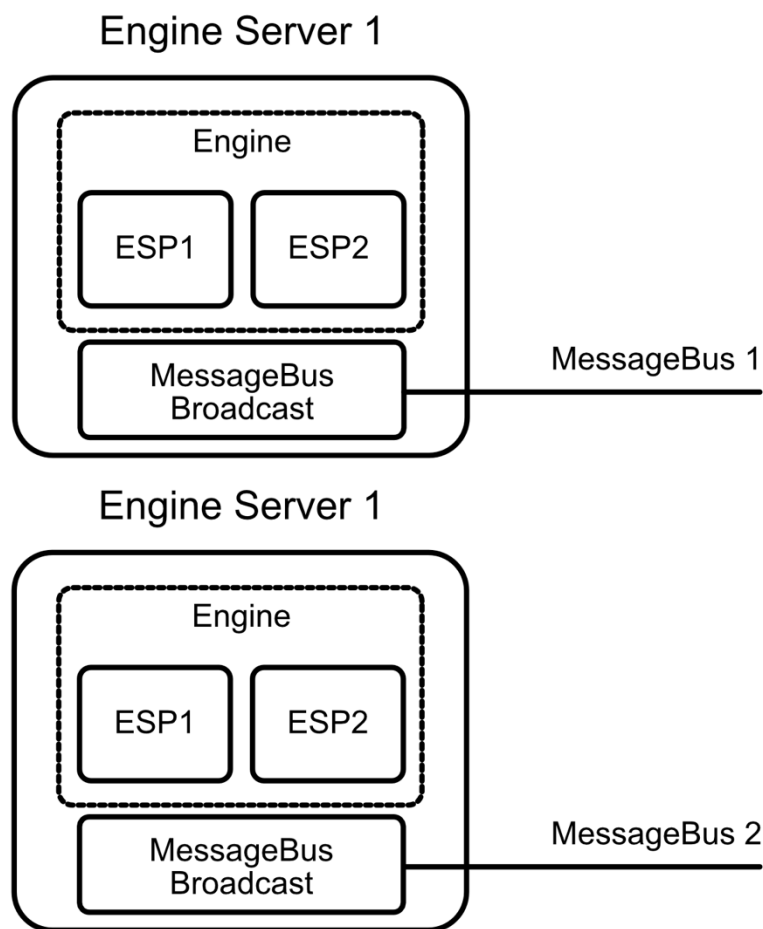 Engine Server 1
Engine
ESP1
ESP2
MessageBus
Broadcast
MessageBus 1
Engine Server 1
Engine
ESP1
ESP2
MessageBus
Broadcast
MessageBus 2